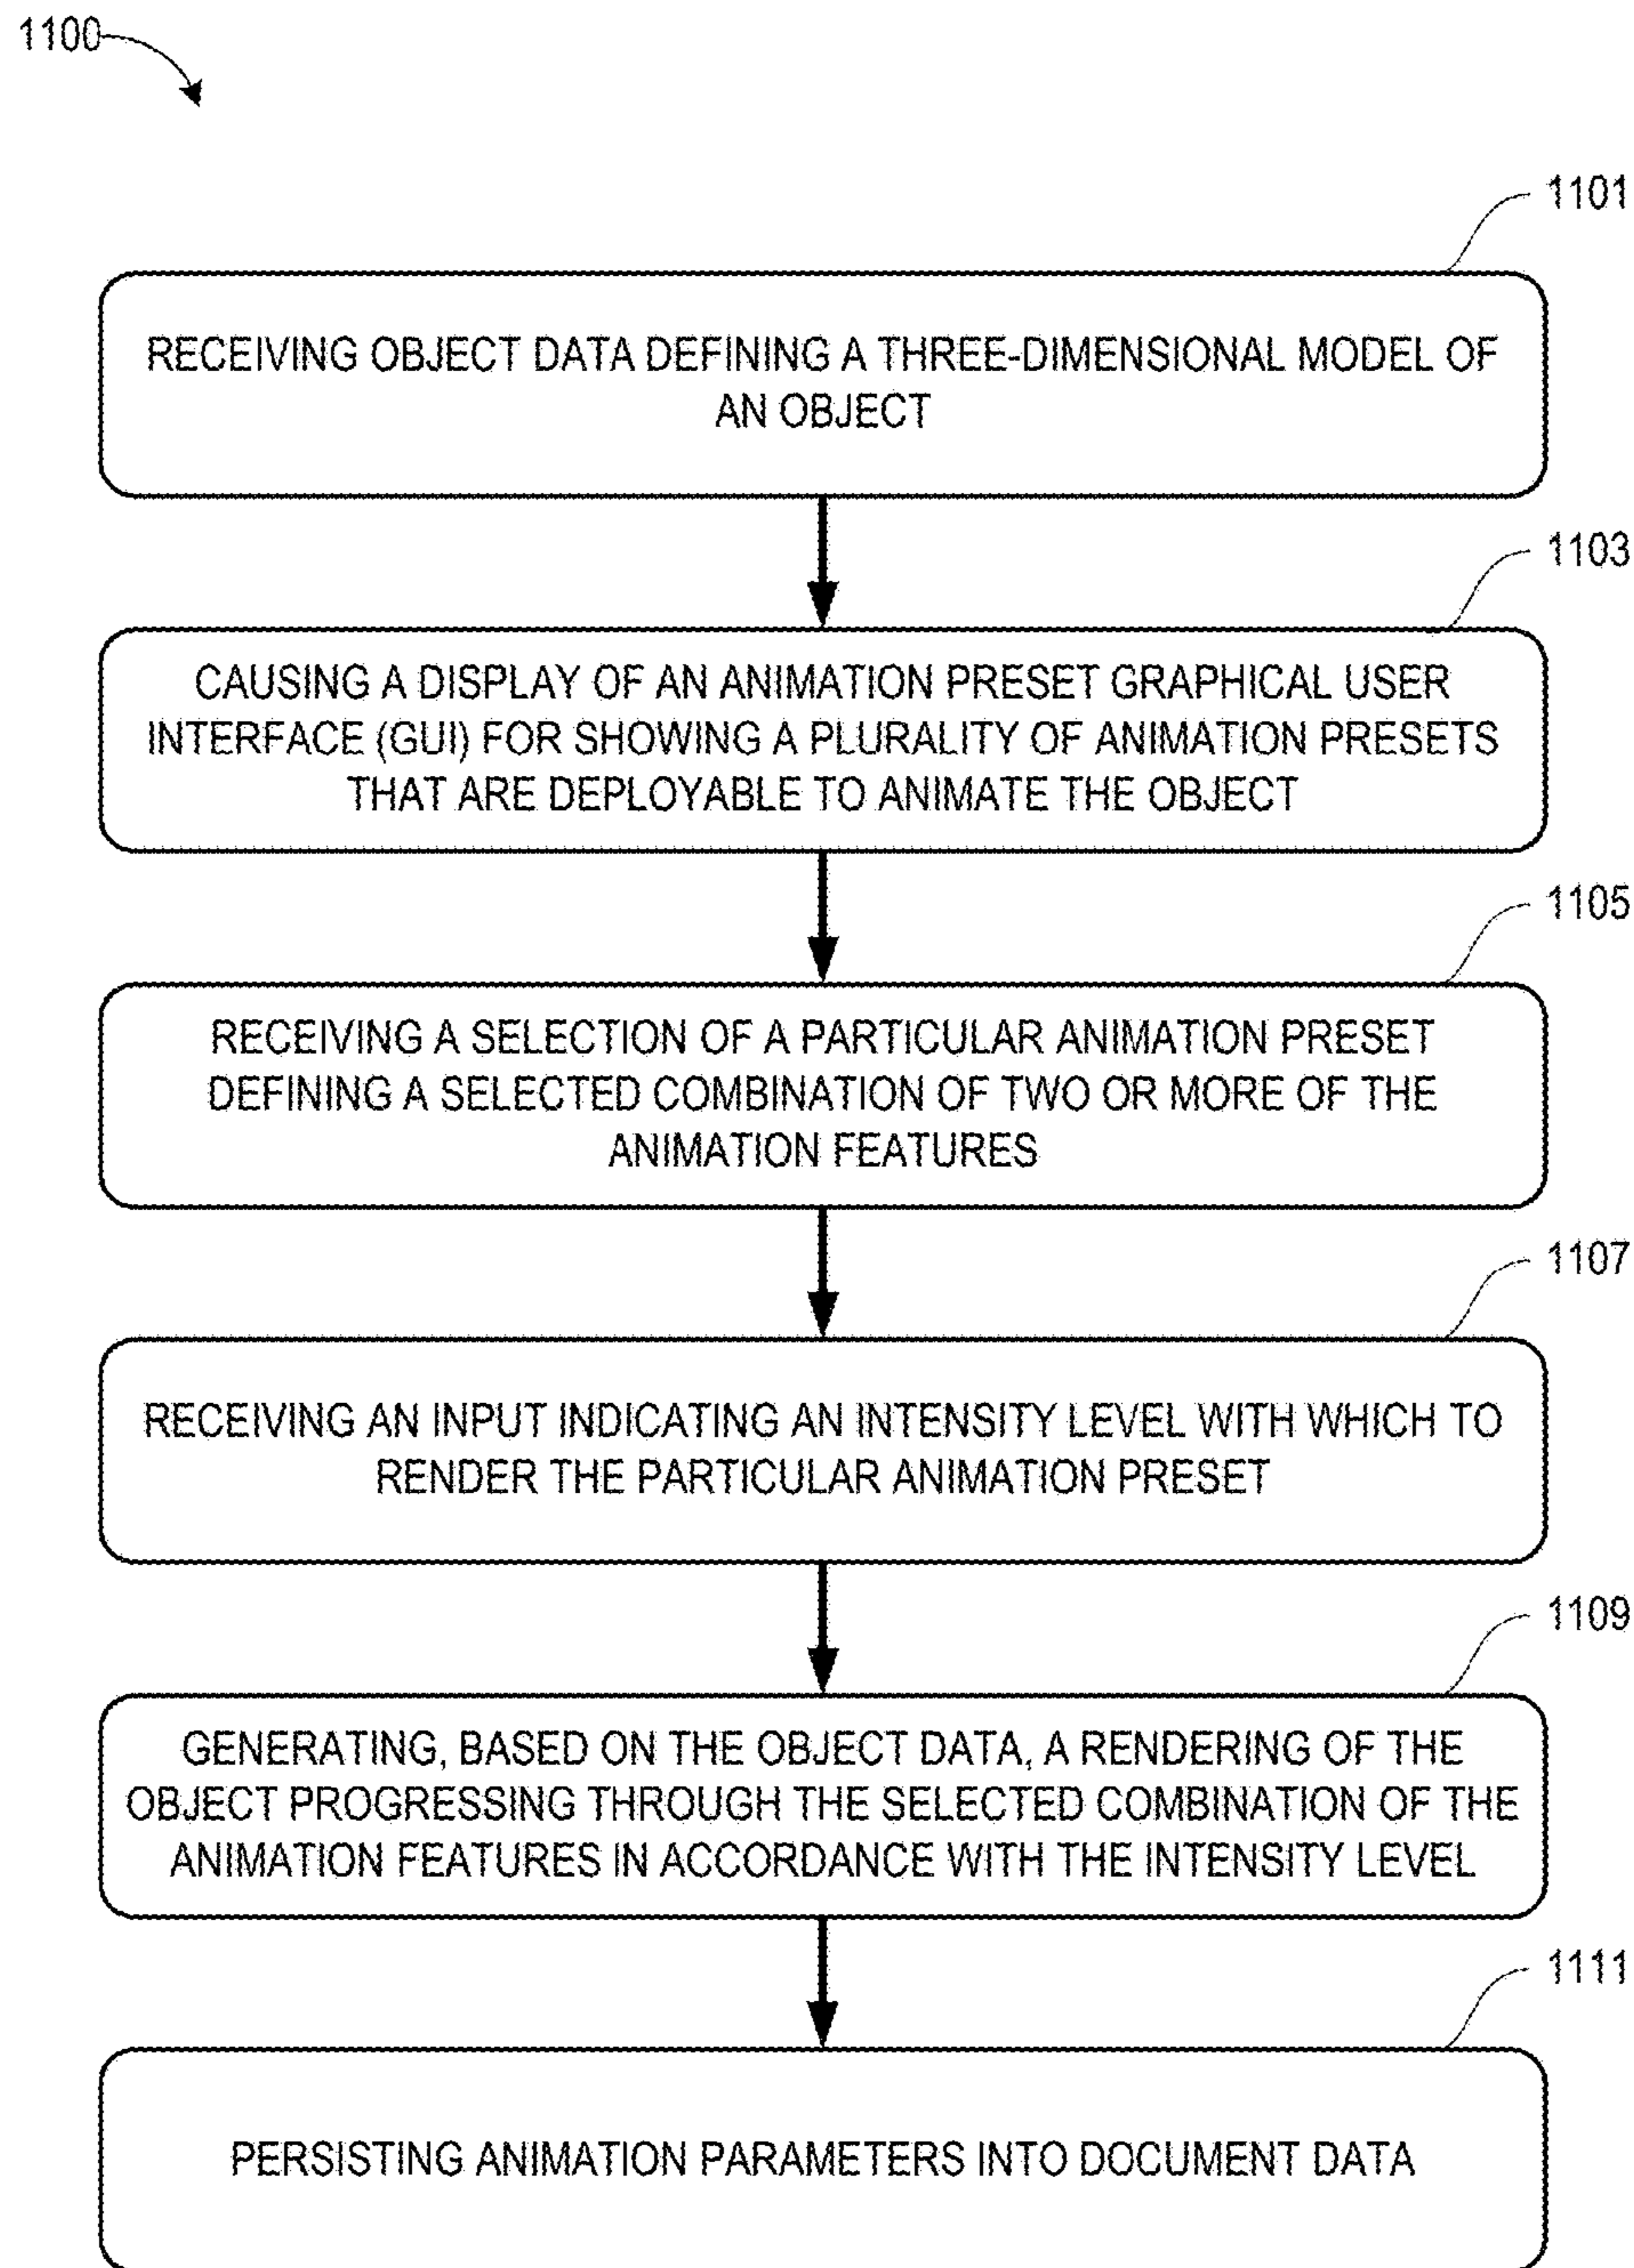 1100
1101
RECEIVING OBJECT DATA DEFINING A THREE-DIMENSIONAL MODEL OF
AN OBJECT
1103
CAUSING A DISPLAY OF AN ANIMATION PRESET GRAPHICAL USER
INTERFACE (GUI) FOR SHOWING A PLURALITY OF ANIMATION PRESETS
THAT ARE DEPLOYABLE TO ANIMATE THE OBJECT
1105
RECEIVING A SELECTION OF A PARTICULAR ANIMATION PRESET
DEFINING A SELECTED COMBINATION OF TWO OR MORE OF THE
ANIMATION FEATURES
1107
RECEIVING AN INPUT INDICATING AN INTENSITY LEVEL WITH WHICH TO
RENDER THE PARTICULAR ANIMATION PRESET
1109
GENERATING, BASED ON THE OBJECT DATA, A RENDERING OF THE
OBJECT PROGRESSING THROUGH THE SELECTED COMBINATION OF THE
ANIMATION FEATURES IN ACCORDANCE WITH THE INTENSITY LEVEL
1111
PERSISTING ANIMATION PARAMETERS INTO DOCUMENT DATA